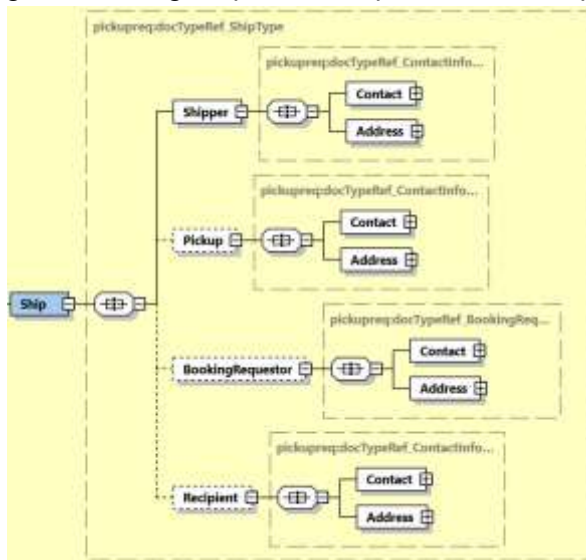 pickupreq:docTypeRef_ShipType
pickupreq:docTypeRef_ContactInfo...
Contact
Shipper
Address
pickupreq:docTypeRef_ContactInfo...
Contact
Pickup
Address
Ship
pickupreq:docTypeRef_BookingReq...
Contact
BookingRequestor
Address
pickupreq:docTypeRef_ContactInfo...
Contact
Recipient
Address